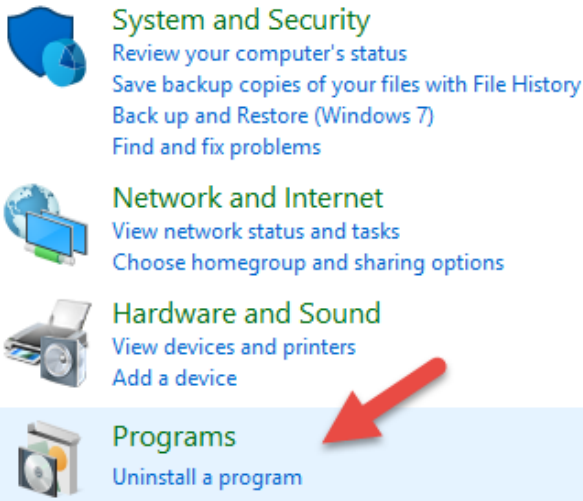 System and Security
Review your computer's status
Save backup copies of your files with File History
Back up and Restore (Windows 7)
Find and fix problems
Network and Internet
View network status and tasks
Choose homegroup and sharing options
Hardware and Sound
View devices and printers
Add a device
Programs
Uninstall a program